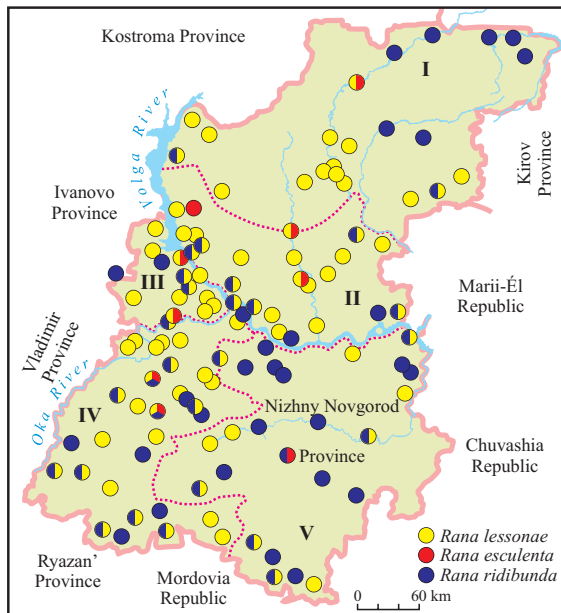 Kostroma Province
I
Volga River
Kirov
Province
Ivanovo
Province
III
II
Marii-Él
Republic
Vladimir
Province
Oka River
IV
Nizhny Novgorod
Province
Chuvashia
Republic
V
Ryazan’
Province
Mordovia
Republic
Rana lessonae
Rana esculenta
Rana ridibunda
0 60 km